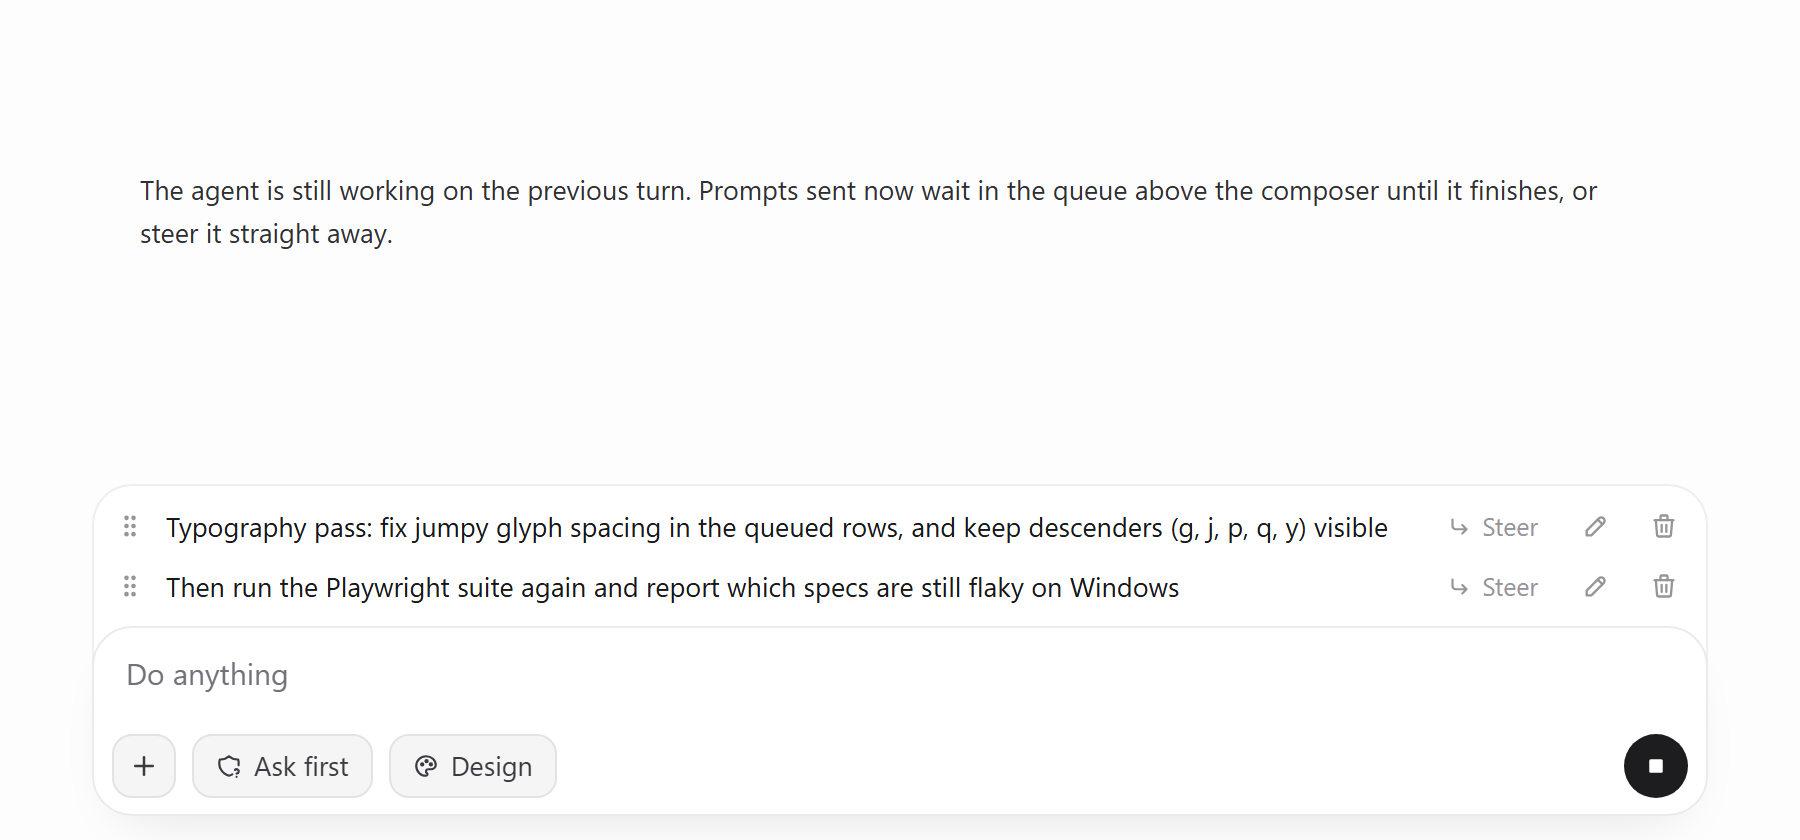 The agent is still working on the previous turn. Prompts sent now wait in the queue above the composer until it finishes, or
steer it straight away.
Typography pass: fix jumpy glyph spacing in the queued rows, and keep descenders (g, j, p, q, y) visible
Steer
Then run the Playwright suite again and report which specs are still flaky on Windows
Steer
Do anything
Ask first
Design